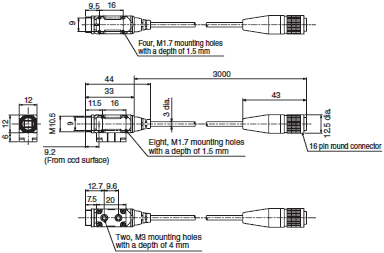 9.5 16
9
Four, M1.7 mounting holes
with a depth of 1.5 mm
44
3000
33
43
11.5 16
12
3 dia.
12
6
M10.5
9
12.5 dia.
9.2
(From ccd surface)
Eight, M1.7 mounting holes
with a depth of 1.5 mm
16 pin round connector
12.7 9.6
7.5 20
Two, M3 mounting holes
with a depth of 4 mm